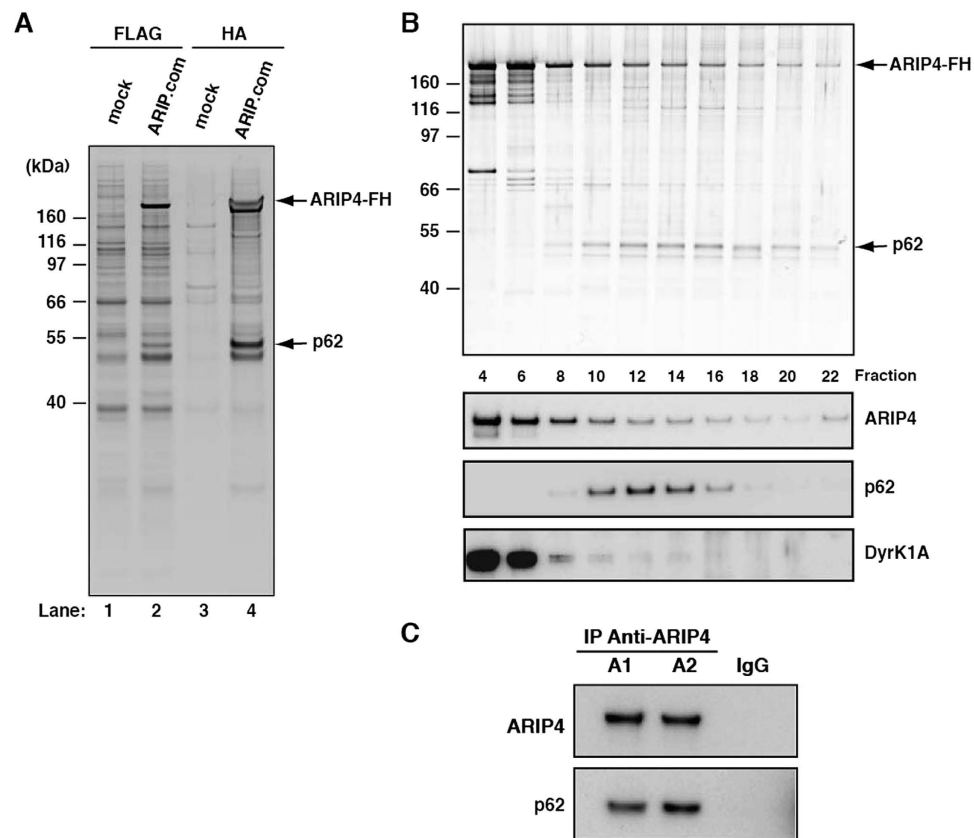 A
FLAG HA
mock ARIP.com mock ARIP.com
(kDa)
ARIP4-FH
160
116
97
66
55
p62
40
Lane: 1 2 3 4
B
ARIP4-FH
160
116
97
66
55
p62
40
4 6 8 10 12 14 16 18 20 22 Fraction
ARIP4
p62
DyrK1A
C
IP Anti-ARIP4
A1 A2 IgG
ARIP4
p62